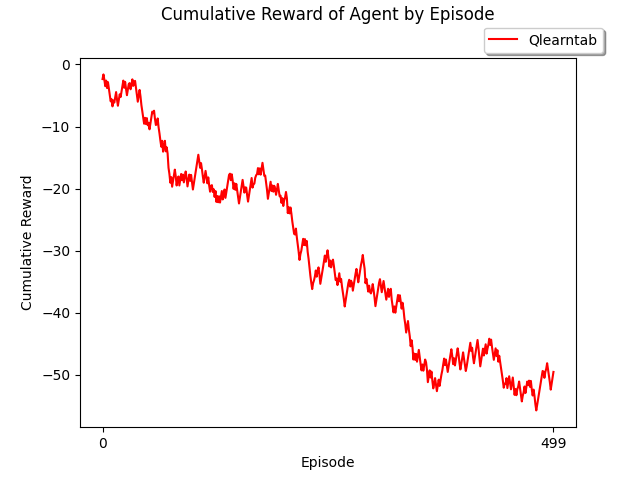 Cumulative Reward of Agent by Episode
Qlearntab
0
−10
−20
−30
−40
−50
Cumulative Reward
0
499
Episode